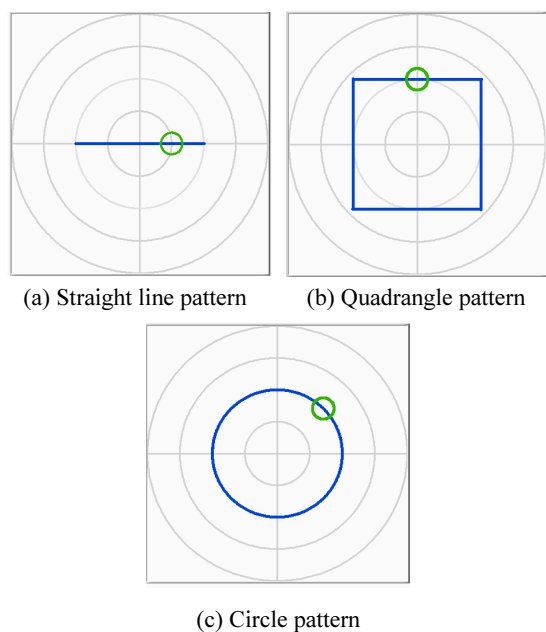 (a) Straight line pattern
(b) Quadrangle pattern
(c) Circle pattern